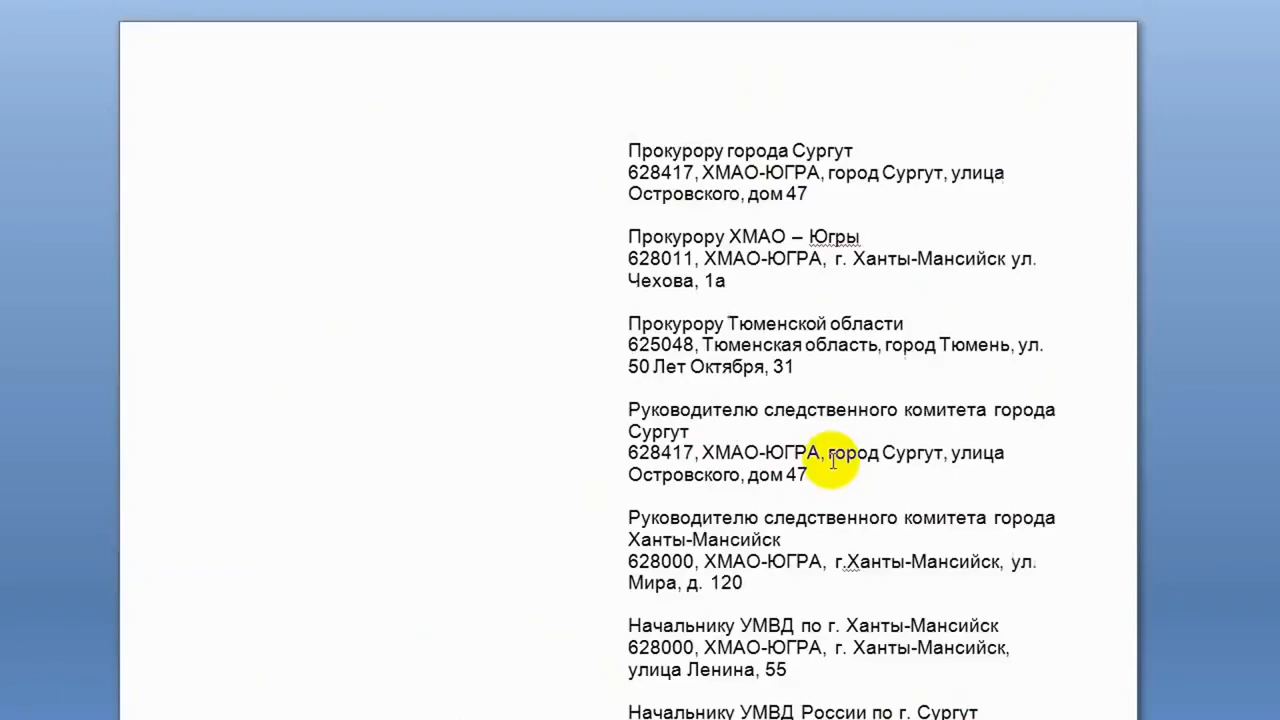 Прокурору города Сургут
628417, ХМАО-ЮГРА, город Сургут, улица
Островского, дом 47
Прокурору ХМАО – Югры
628011, ХМАО-ЮГРА, г. Ханты-Мансийск ул.
Чехова, 1а
Прокурору Тюменской области
625048, Тюменская область, город Тюмень, ул.
50 Лет Октября, 31
Руководителю следственного комитета города
Сургут
628417, ХМАО-ЮГРА, город Сургут, улица
Островского, дом 47
Руководителю следственного комитета города
Ханты-Мансийск
628000, ХМАО-ЮГРА, г.Ханты-Мансийск, ул.
Мира, д. 120
Начальнику УМВД по г. Ханты-Мансийск
628000, ХМАО-ЮГРА, г. Ханты-Мансийск,
улица Ленина, 55
Начальнику УМВД России по г. Сургут